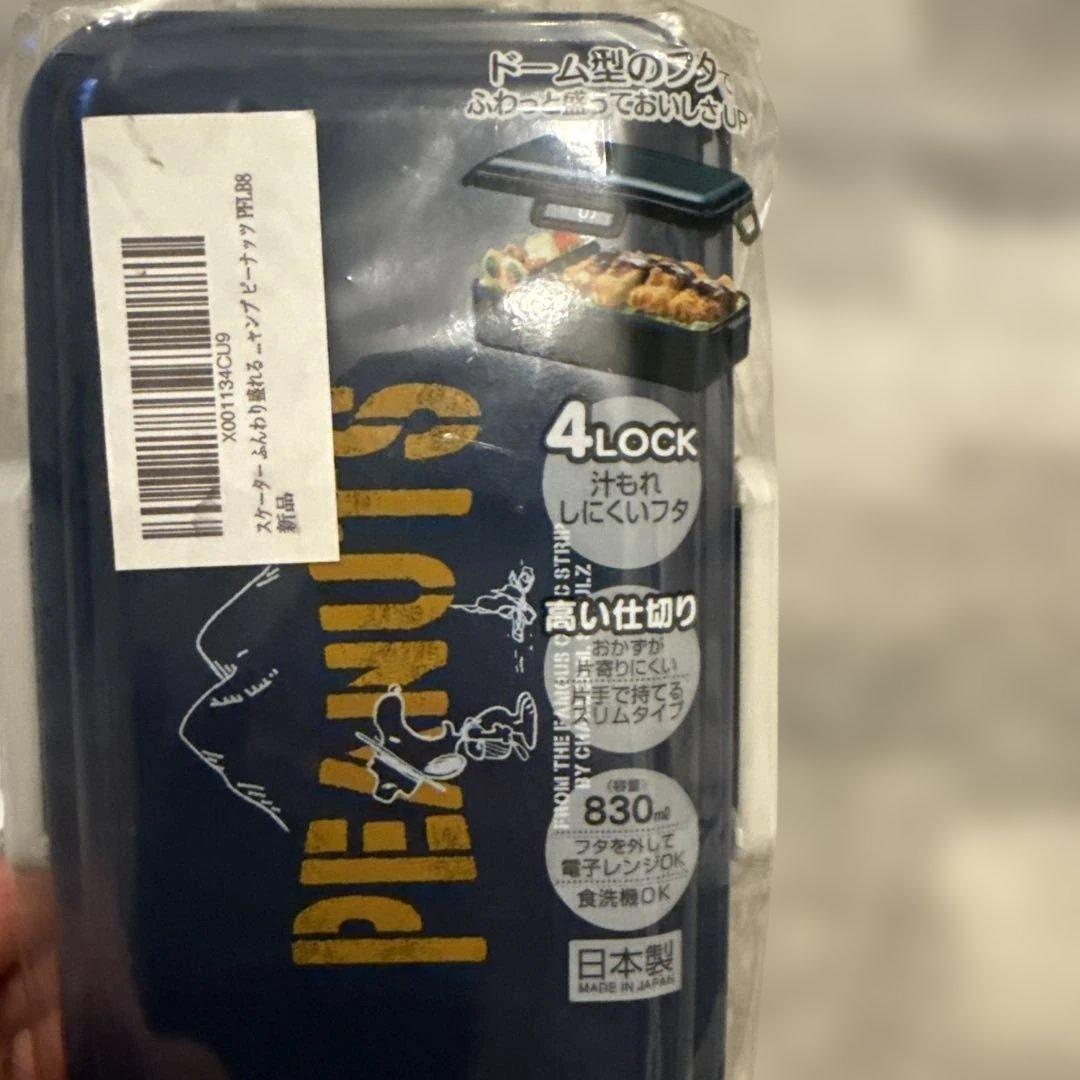 ドーム型のフタで
ふわっと盛っておいしさUP
X001134CU9
スケーター ふんわり盛れる ...ャンプ ピーナッツ PFLB8
新品
PEANUTS
4LOCK
汁もれ
しにくいフタ
高い仕切り
おかずが
片寄りにくい
片手で持てる
スリムタイプ
FROM THE FAMOUS STRIP
BY
〈容量〉
830㎖
フタを外して
電子レンジOK
食洗機OK
日本製
MADE IN JAPAN